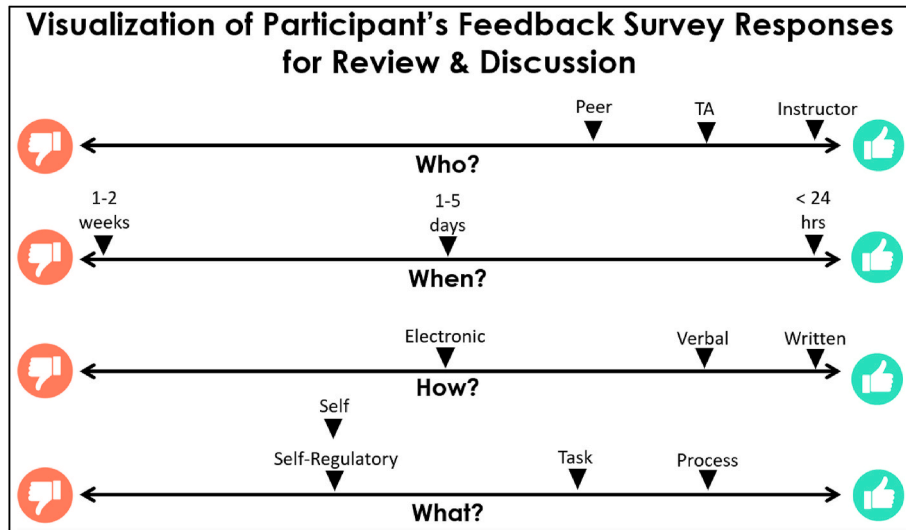 Visualization of Participant's Feedback Survey Responses
for Review & Discussion
Peer TA Instructor
Who?
1-2
weeks
1-5
days
< 24
hrs
When?
Electronic Verbal Written
How?
Self
Self-Regulatory Task Process
What?